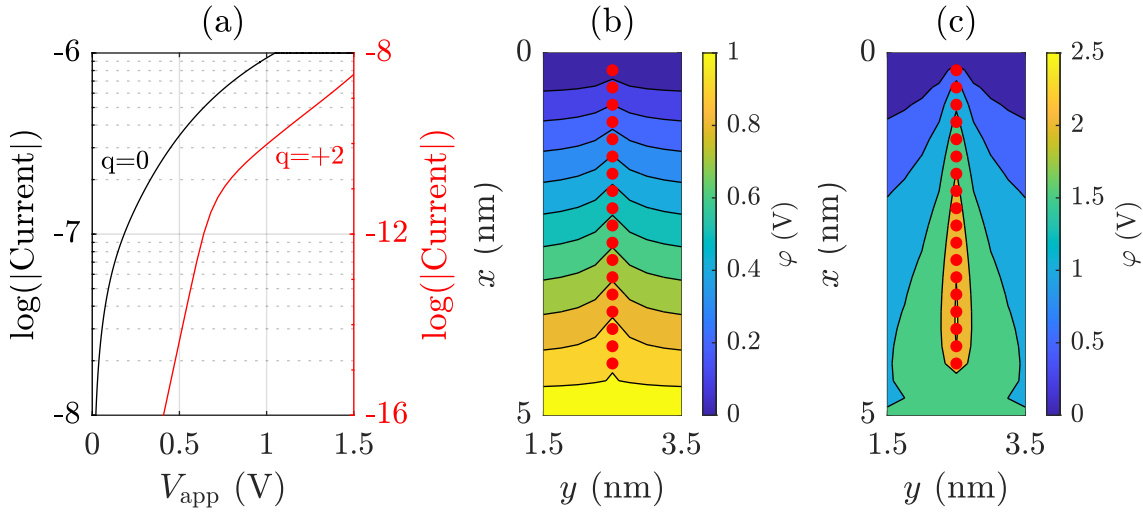 (a)
-6
-7
-8
log(|Current|)
q=0
q=+2
-8
-12
-16
log(|Current|)
0
0.5
1
1.5
V_app (V)
(b)
0
5
x (nm)
1.5
3.5
y (nm)
1
0.8
0.6
0.4
0.2
0
φ (V)
(c)
0
5
x (nm)
1.5
3.5
y (nm)
2.5
2
1.5
1
0.5
0
φ (V)